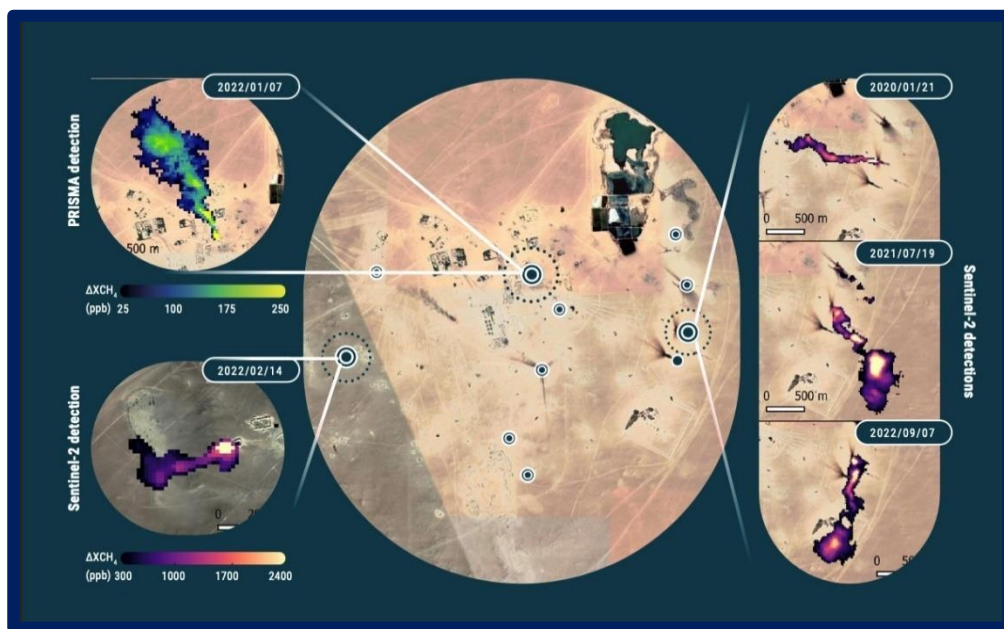 2022/01/07
PRISMA detection
500 m
ΔXCH₄
(ppb)
25 100 175 250
2022/02/14
Sentinel-2 detection
0
ΔXCH₄
(ppb)
300 1000 1700 2400
2020/01/21
0 500 m
2021/07/19
0 500 m
2022/09/07
0
Sentinel-2 detections